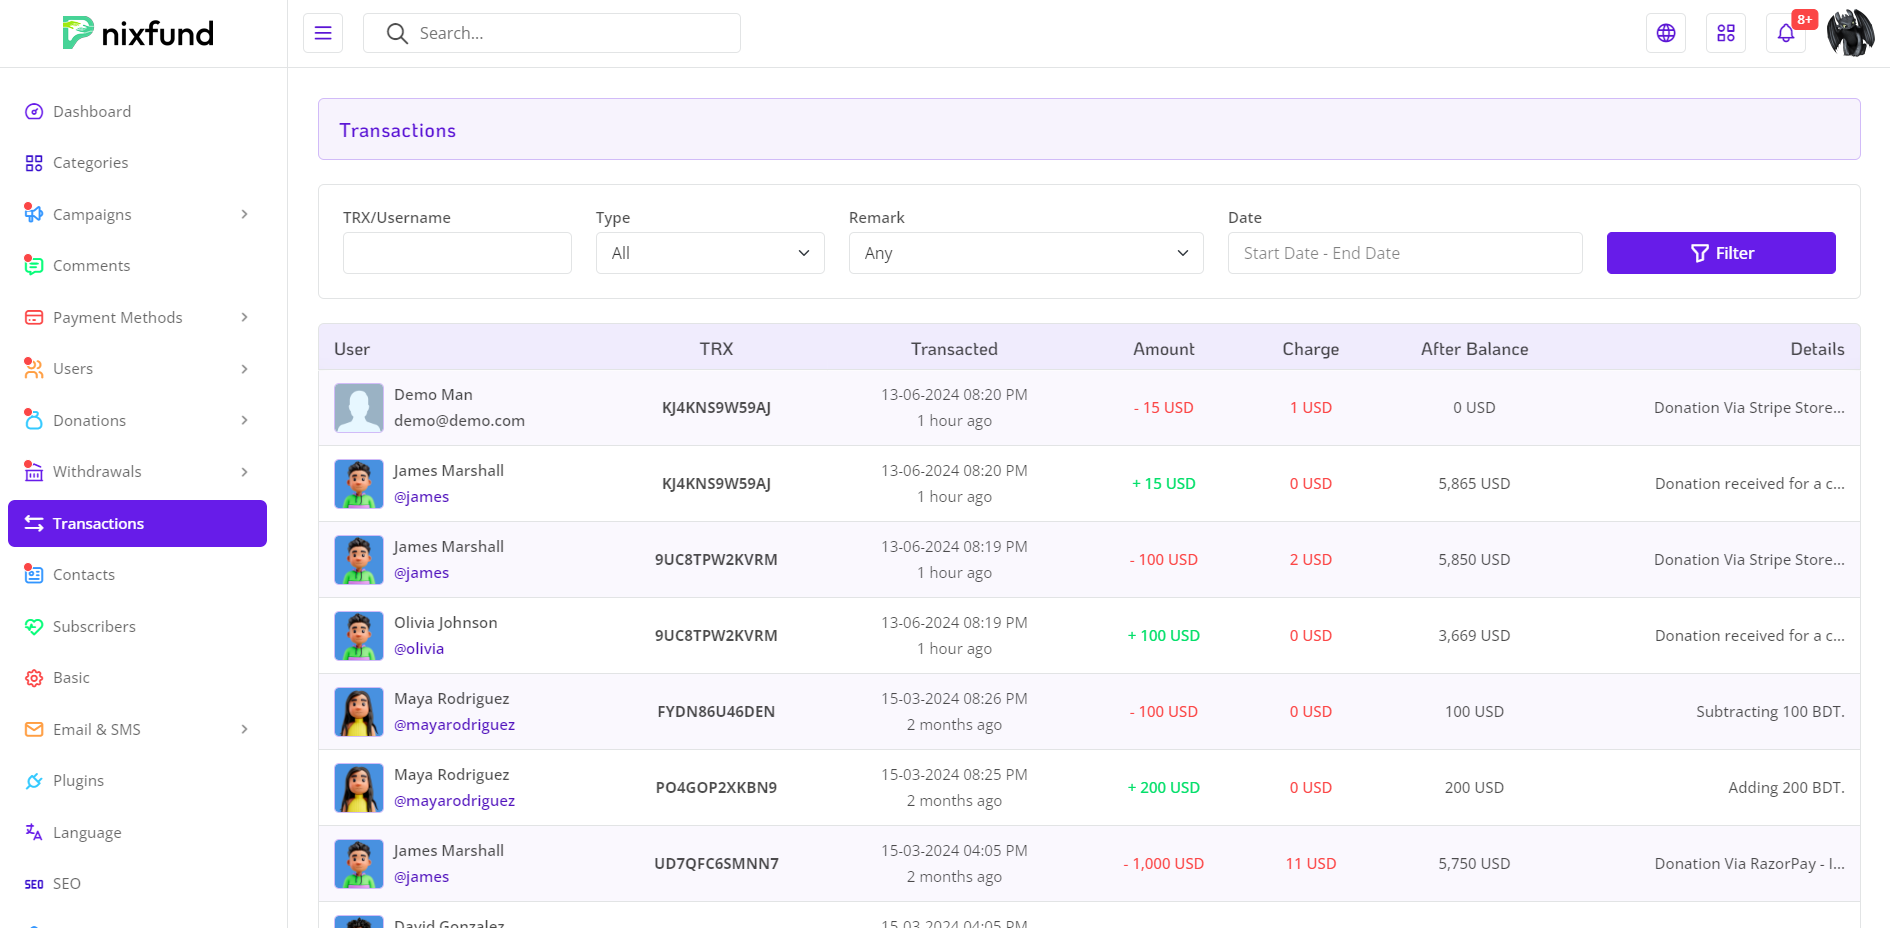 nixfund
Search...
8+
Dashboard
Categories
Campaigns
Comments
Payment Methods
Users
Donations
Withdrawals
Transactions
Contacts
Subscribers
Basic
Email & SMS
Plugins
Language
SEO SEO
Transactions
TRX/Username Type Remark Date
All Any Start Date - End Date Filter
User TRX Transacted Amount Charge After Balance Details
Demo Man
demo@demo.com KJ4KNS9W59AJ 13-06-2024 08:20 PM
1 hour ago - 15 USD 1 USD 0 USD Donation Via Stripe Store...
James Marshall
@james KJ4KNS9W59AJ 13-06-2024 08:20 PM
1 hour ago + 15 USD 0 USD 5,865 USD Donation received for a c...
James Marshall
@james 9UC8TPW2KVRM 13-06-2024 08:19 PM
1 hour ago - 100 USD 2 USD 5,850 USD Donation Via Stripe Store...
Olivia Johnson
@olivia 9UC8TPW2KVRM 13-06-2024 08:19 PM
1 hour ago + 100 USD 0 USD 3,669 USD Donation received for a c...
Maya Rodriguez
@mayarodriguez FYDN86U46DEN 15-03-2024 08:26 PM
2 months ago - 100 USD 0 USD 100 USD Subtracting 100 BDT.
Maya Rodriguez
@mayarodriguez PO4GOP2XKBN9 15-03-2024 08:25 PM
2 months ago + 200 USD 0 USD 200 USD Adding 200 BDT.
James Marshall
@james UD7QFC6SMNN7 15-03-2024 04:05 PM
2 months ago - 1,000 USD 11 USD 5,750 USD Donation Via RazorPay - I...
David Gonzalez 15-03-2024 04:05 PM